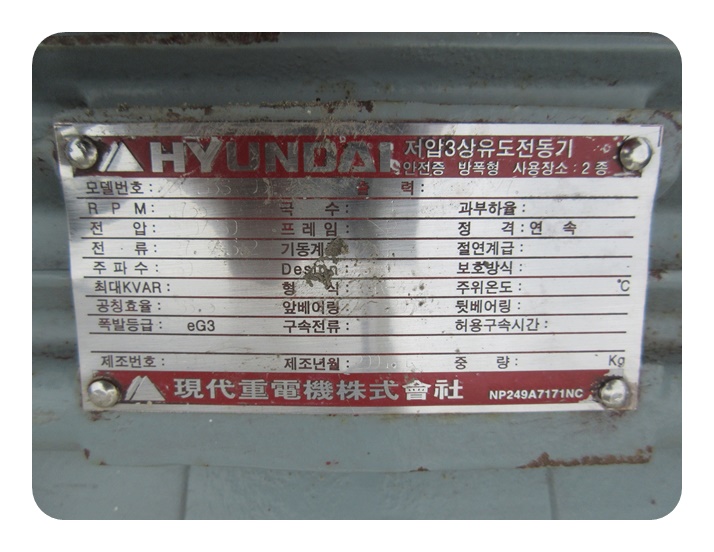 HYUNDAI 저압3상유도전동기
안전증 방폭형 사용장소: 2 종
모델번호: 출 력:
R P M: 극 수: 과부하율:
전 압: 프레임: 정 격: 연 속
전 류: 기동계급: 절연계급:
주파수: Design: 보호방식:
최대KVAR: 형 식 주위온도: °C
공칭효율: 앞베어링: 뒷베어링:
폭발등급: eG3 구속전류: 허용구속시간:
제조번호: 제조년월: 중 량: Kg
現代重電機株式會社 NP249A7171NC